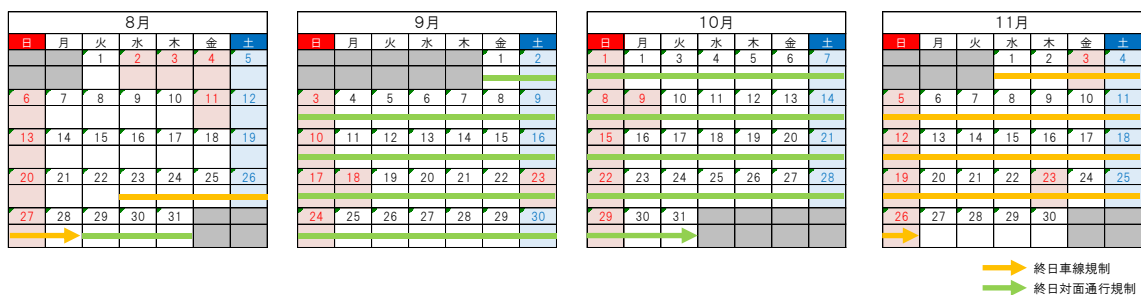 8月
日 月 火 水 木 金 土
1 2 3 4 5
6 7 8 9 10 11 12
13 14 15 16 17 18 19
20 21 22 23 24 25 26
27 28 29 30 31
9月
日 月 火 水 木 金 土
1 2
3 4 5 6 7 8 9
10 11 12 13 14 15 16
17 18 19 20 21 22 23
24 25 26 27 28 29 30
10月
日 月 火 水 木 金 土
1 1 3 4 5 6 7
8 9 10 11 12 13 14
15 16 17 18 19 20 21
22 23 24 25 26 27 28
29 30 31
11月
日 月 火 水 木 金 土
1 2 3 4
5 6 7 8 9 10 11
12 13 14 15 16 17 18
19 20 21 22 23 24 25
26 27 28 29 30
終日車線規制
終日対面通行規制